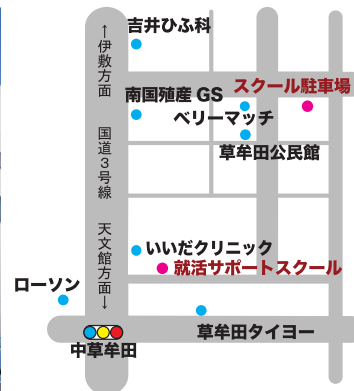 吉井ひふ科
←伊敷方面
国道3号線
天文館方面→
スクール駐車場
南国殖産 GS
ベリーマッチ
草牟田公民館
いいだクリニック
就活サポートスクール
ローソン
中草牟田
草牟田タイヨー